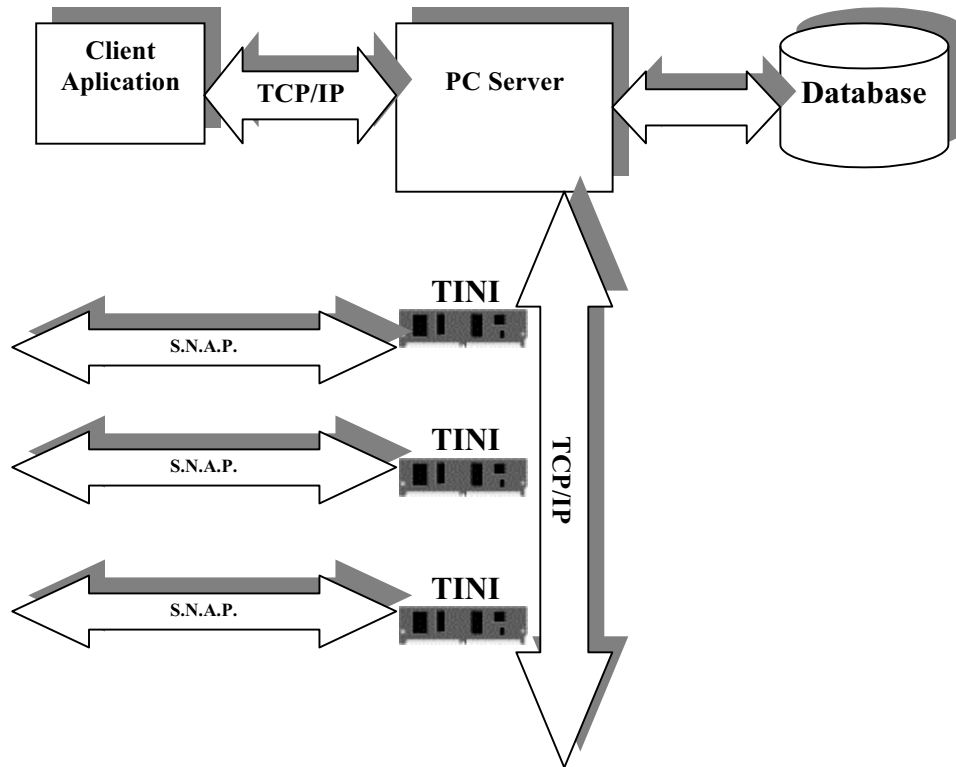 Client
Aplication
TCP/IP
PC Server
Database
TINI
S.N.A.P.
TINI
S.N.A.P.
TCP/IP
TINI
S.N.A.P.